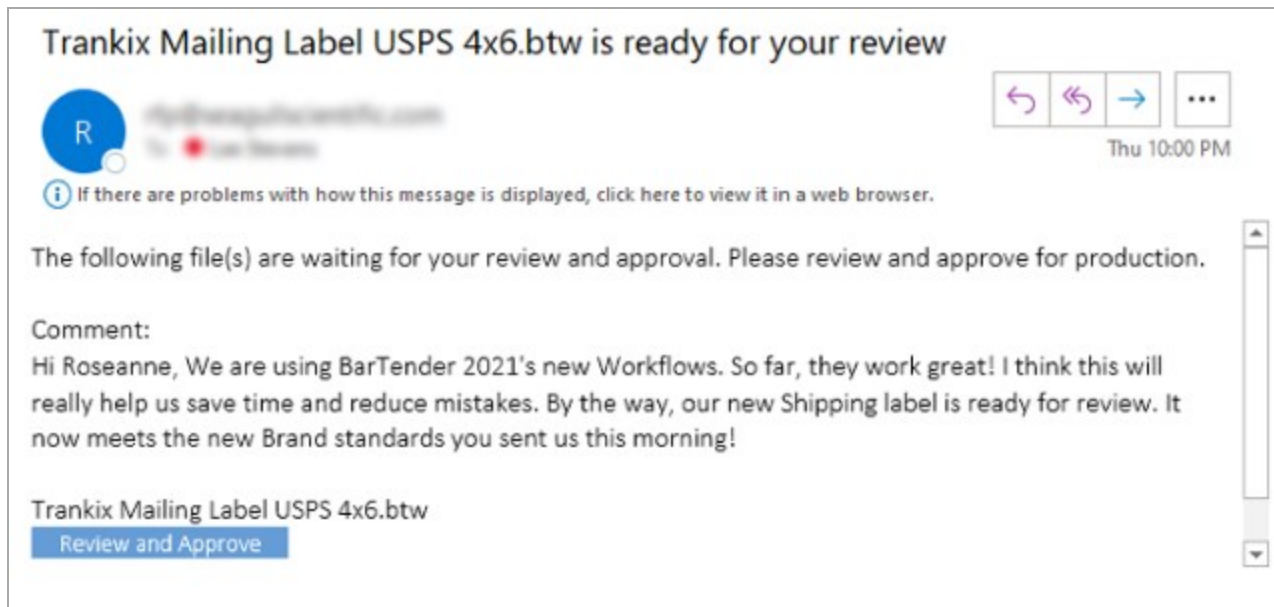 Trankix Mailing Label USPS 4x6.btw is ready for your review
R
Thu 10:00 PM
If there are problems with how this message is displayed, click here to view it in a web browser.
The following file(s) are waiting for your review and approval. Please review and approve for production.
Comment:
Hi Roseanne, We are using BarTender 2021's new Workflows. So far, they work great! I think this will
really help us save time and reduce mistakes. By the way, our new Shipping label is ready for review. It
now meets the new Brand standards you sent us this morning!
Trankix Mailing Label USPS 4x6.btw
Review and Approve